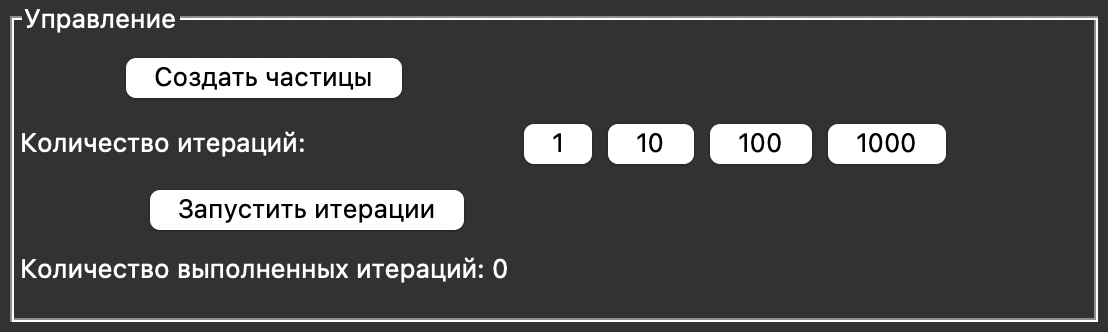 Управление
Создать частицы
Количество итераций: 1 10 100 1000
Запустить итерации
Количество выполненных итераций: 0